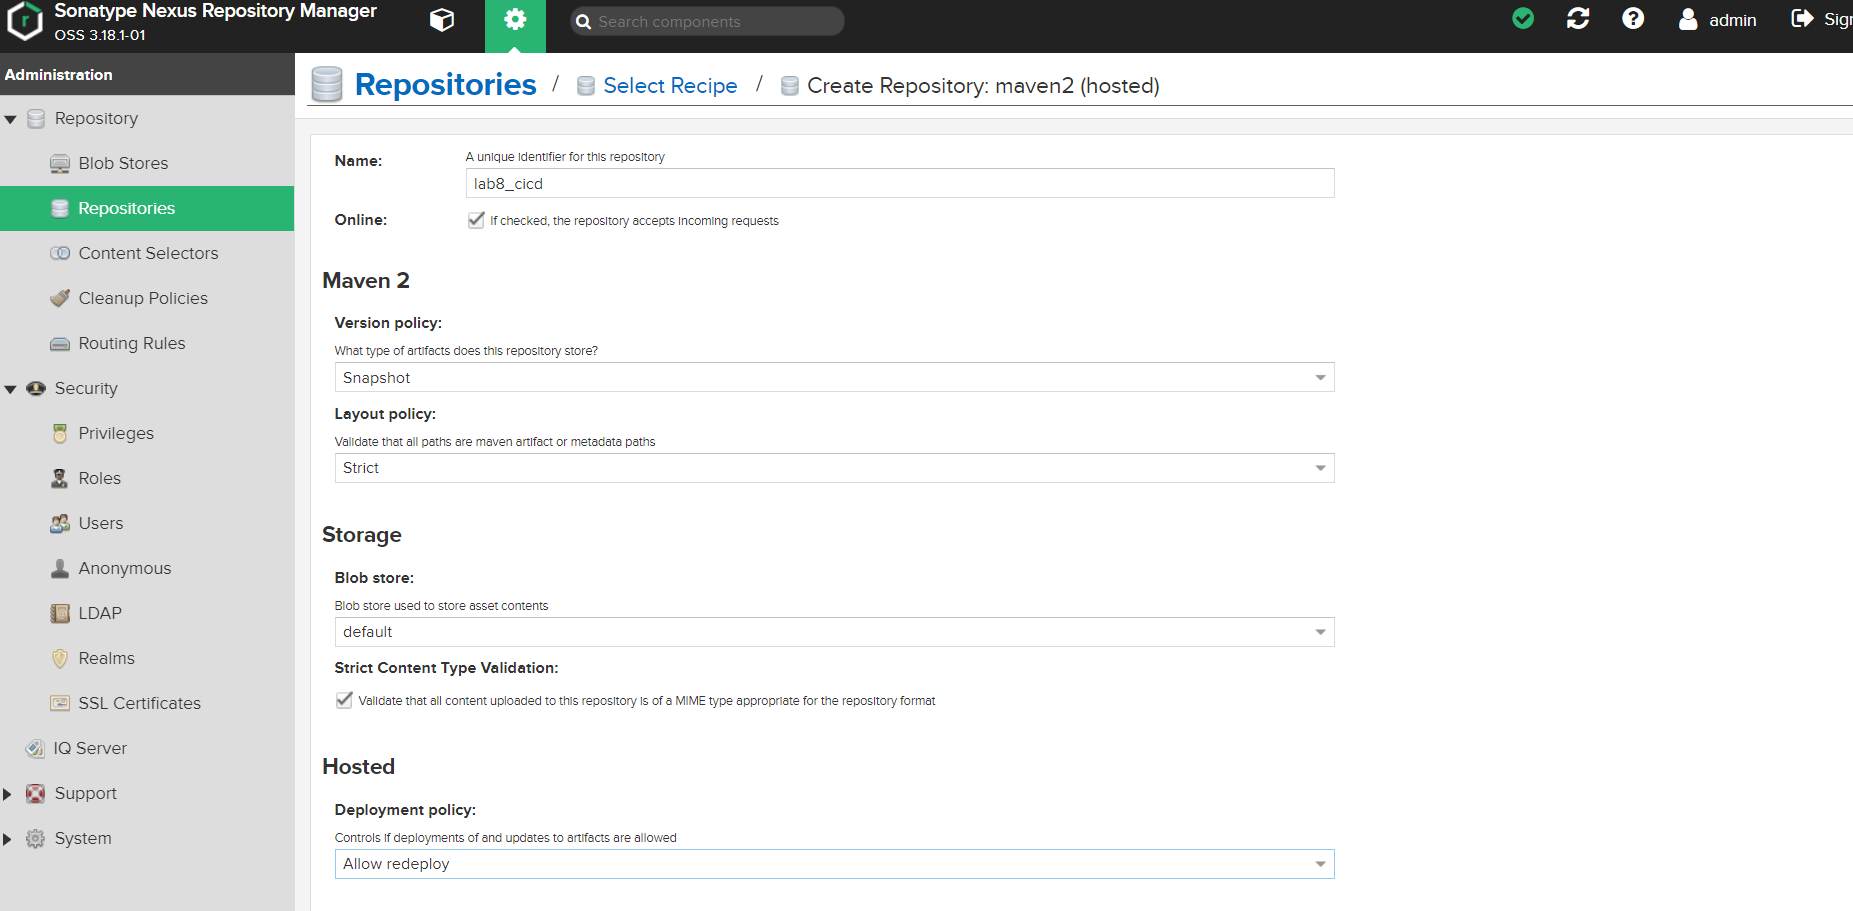 Sonatype Nexus Repository Manager
OSS 3.18.1-01
Search components
admin
Sign
Administration
Repository
Blob Stores
Repositories
Content Selectors
Cleanup Policies
Routing Rules
Security
Privileges
Roles
Users
Anonymous
LDAP
Realms
SSL Certificates
IQ Server
Support
System
Repositories / Select Recipe / Create Repository: maven2 (hosted)
Name:
A unique identifier for this repository
lab8_cicd
Online:
If checked, the repository accepts incoming requests
Maven 2
Version policy:
What type of artifacts does this repository store?
Snapshot
Layout policy:
Validate that all paths are maven artifact or metadata paths
Strict
Storage
Blob store:
Blob store used to store asset contents
default
Strict Content Type Validation:
Validate that all content uploaded to this repository is of a MIME type appropriate for the repository format
Hosted
Deployment policy:
Controls if deployments of and updates to artifacts are allowed
Allow redeploy